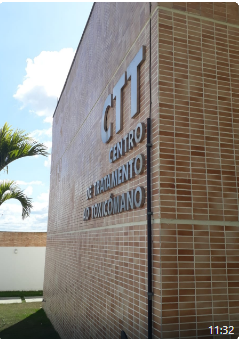 CTT
CENTRO
DE TRATAMENTO
AO TOXICÔMANO
11:32